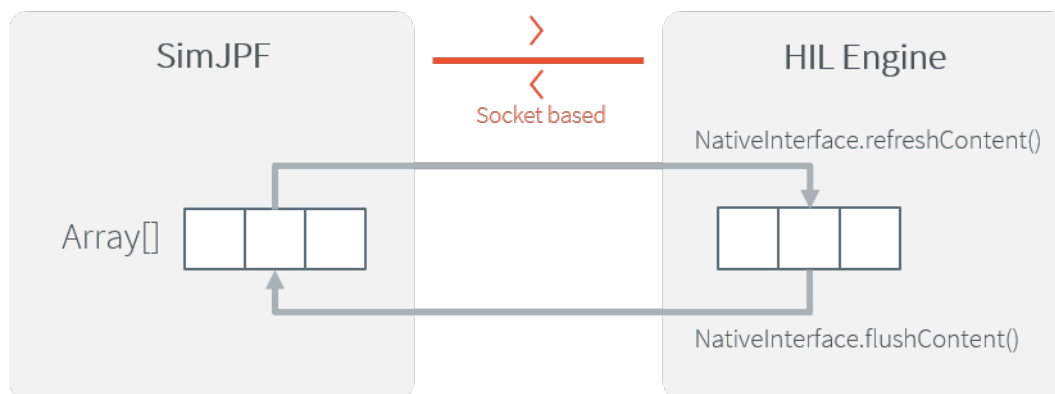 SimJPF
HIL Engine
Socket based
NativeInterface.refreshContent()
Array[]
NativeInterface.flushContent()